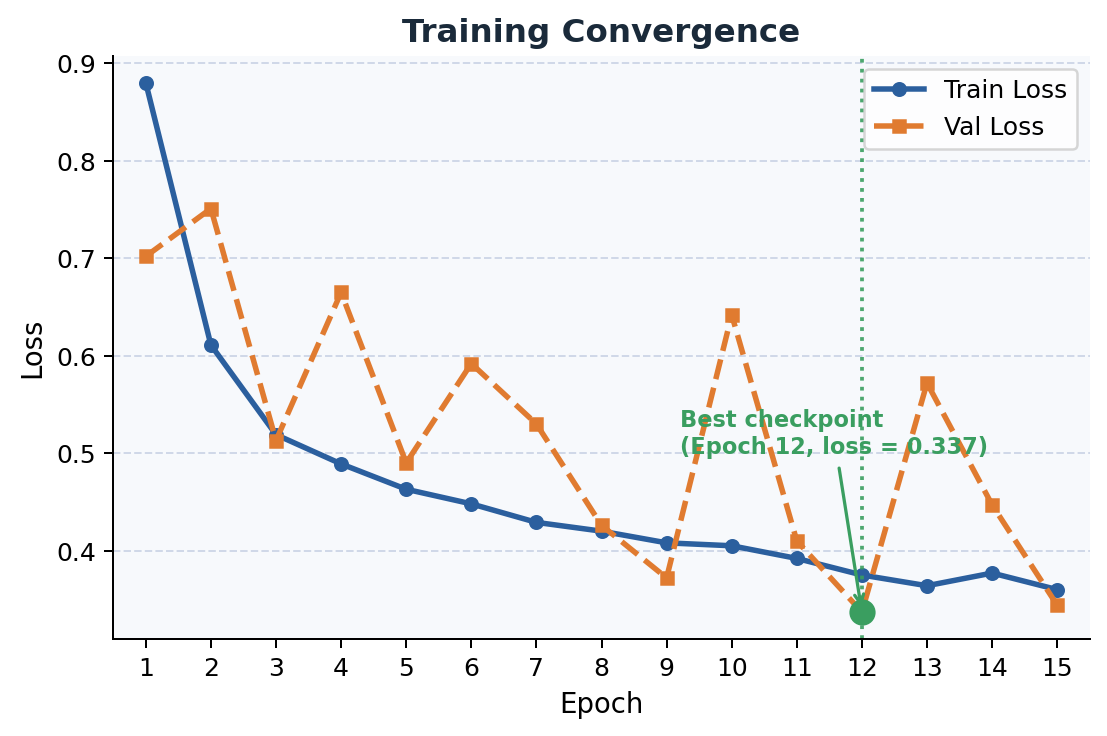 Training Convergence
Train Loss
Val Loss
Best checkpoint
(Epoch 12, loss = 0.337)
Loss
0.9
0.8
0.7
0.6
0.5
0.4
1 2 3 4 5 6 7 8 9 10 11 12 13 14 15
Epoch